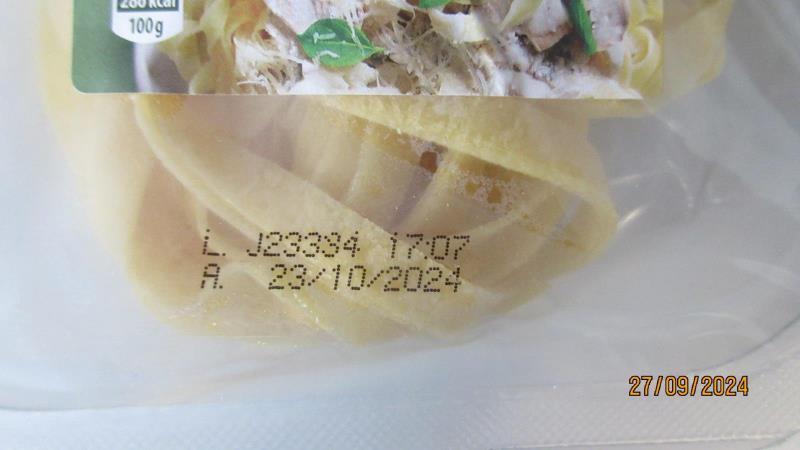 280 kcal
100g
L. J23334 17:07
A. 23/10/2024
27/09/2024